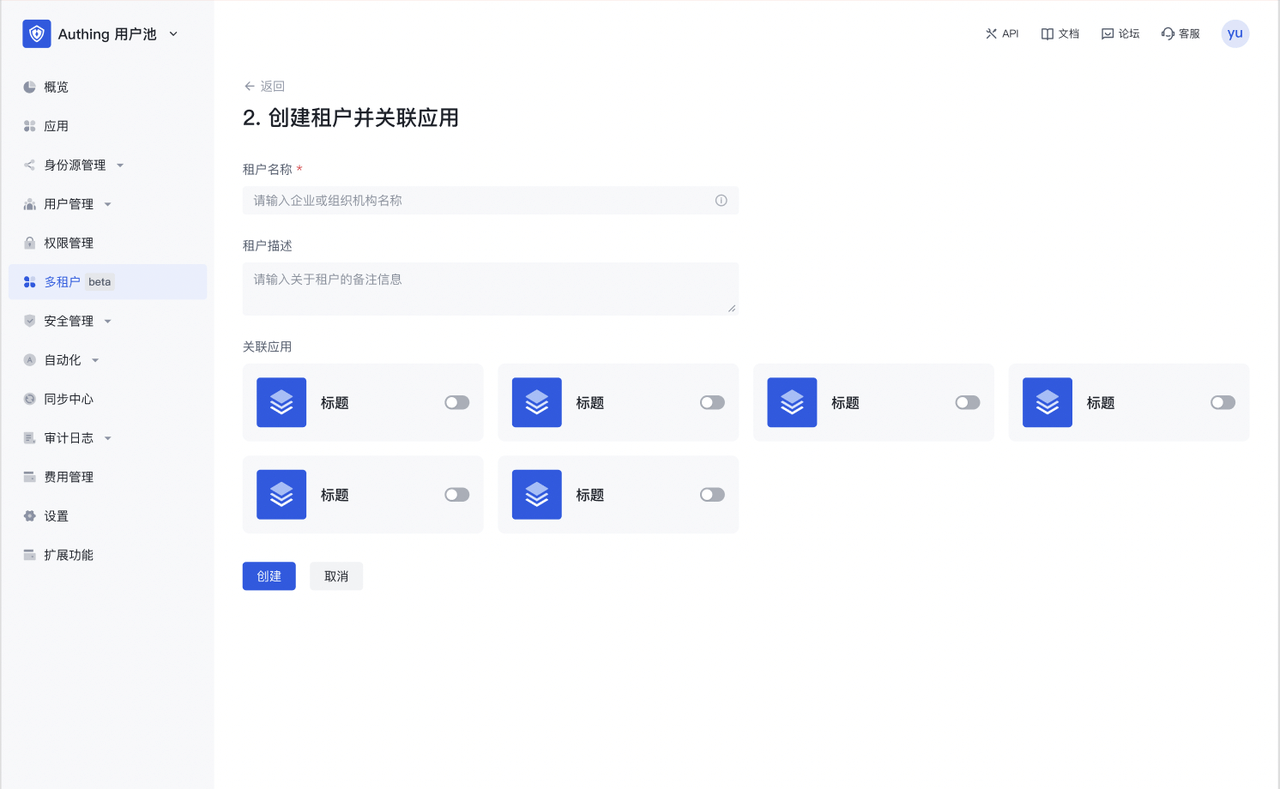 Authing 用户池
API 文档 论坛 客服 yu
概览
应用
身份源管理
用户管理
权限管理
多租户 beta
安全管理
自动化
同步中心
审计日志
费用管理
设置
扩展功能
返回
2. 创建租户并关联应用
租户名称 *
请输入企业或组织机构名称
租户描述
请输入关于租户的备注信息
关联应用
标题 标题 标题 标题
标题 标题
创建 取消